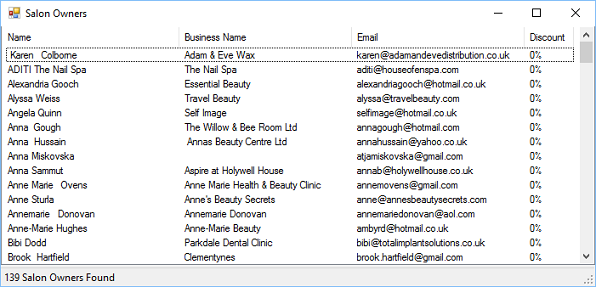 Salon Owners
Name Business Name Email Discount
Karen Colborne Adam & Eve Wax karen@adamandevedistribution.co.uk 0%
ADITI The Nail Spa The Nail Spa aditi@houseofenspa.com 0%
Alexandria Gooch Essential Beauty alexandriagooch@hotmail.co.uk 0%
Alyssa Weiss Travel Beauty alyssa@travelbeauty.com 0%
Angela Quinn Self Image selfimage@hotmail.co.uk 0%
Anna Gough The Willow & Bee Room Ltd annagough@hotmail.com 0%
Anna Hussain Annas Beauty Centre Ltd annahussain@yahoo.co.uk 0%
Anna Miskovska atjamiskovska@gmail.com 0%
Anna Sammut Aspire at Holywell House annab@holywellhouse.co.uk 0%
Anne Marie Ovens Anne Marie Health & Beauty Clinic annemovens@gmail.com 0%
Anne Sturla Anne's Beauty Secrets anne@annesbeautysecrets.com 0%
Annemarie Donovan Annemarie Donovan annemariedonovan@aol.com 0%
Anne-Marie Hughes Anne-Marie Beauty ambyrd@hotmail.co.uk 0%
Bibi Dodd Parkdale Dental Clinic bibi@totalimplantsolutions.co.uk 0%
Brook Hartfield Clementynes brook.hartfield@gmail.com 0%
139 Salon Owners Found